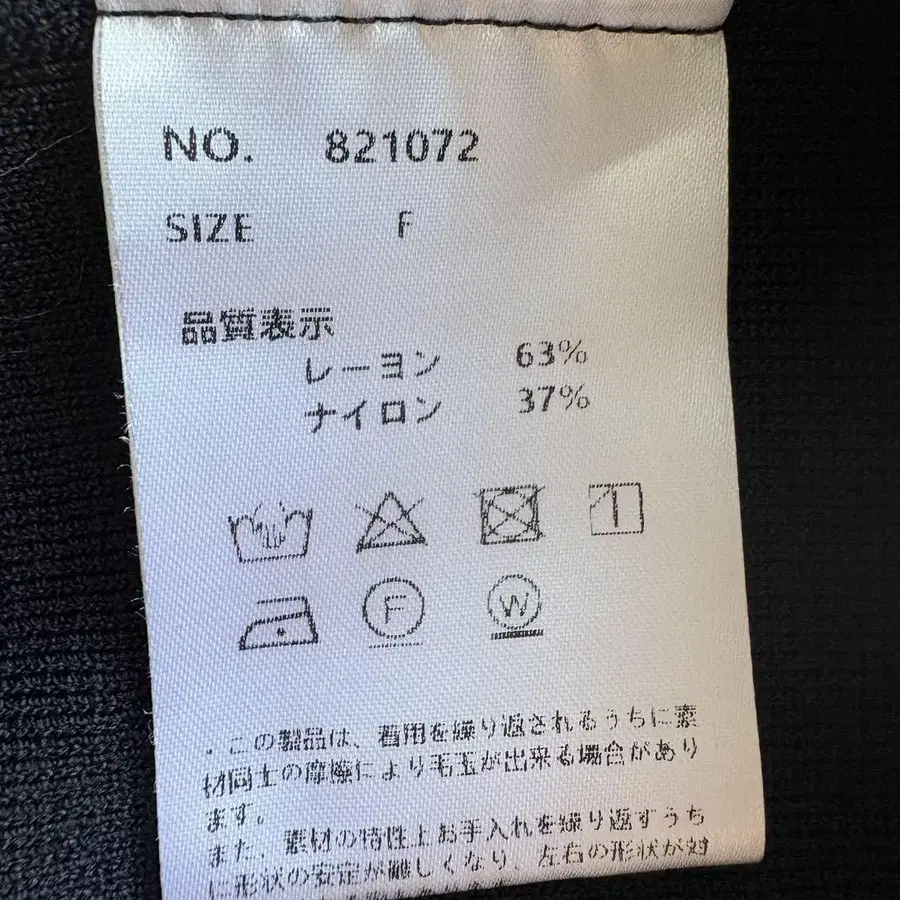 NO. 821072
SIZE F
品質表示
レーヨン 63%
ナイロン 37%
1
F
W
・この製品は、着用を繰り返されるうちに素
材同士の摩擦により毛玉が出来る場合があり
ます。
また、素材の特性上お手入れを繰り返すうち
に形状の安定が難しくなり、左右の形状が対